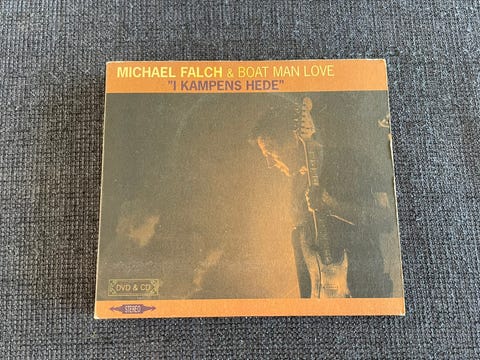 MICHAEL FALCH & BOAT MAN LOVE
"I KAMPENS HEDE"
DVD & CD
STEREO